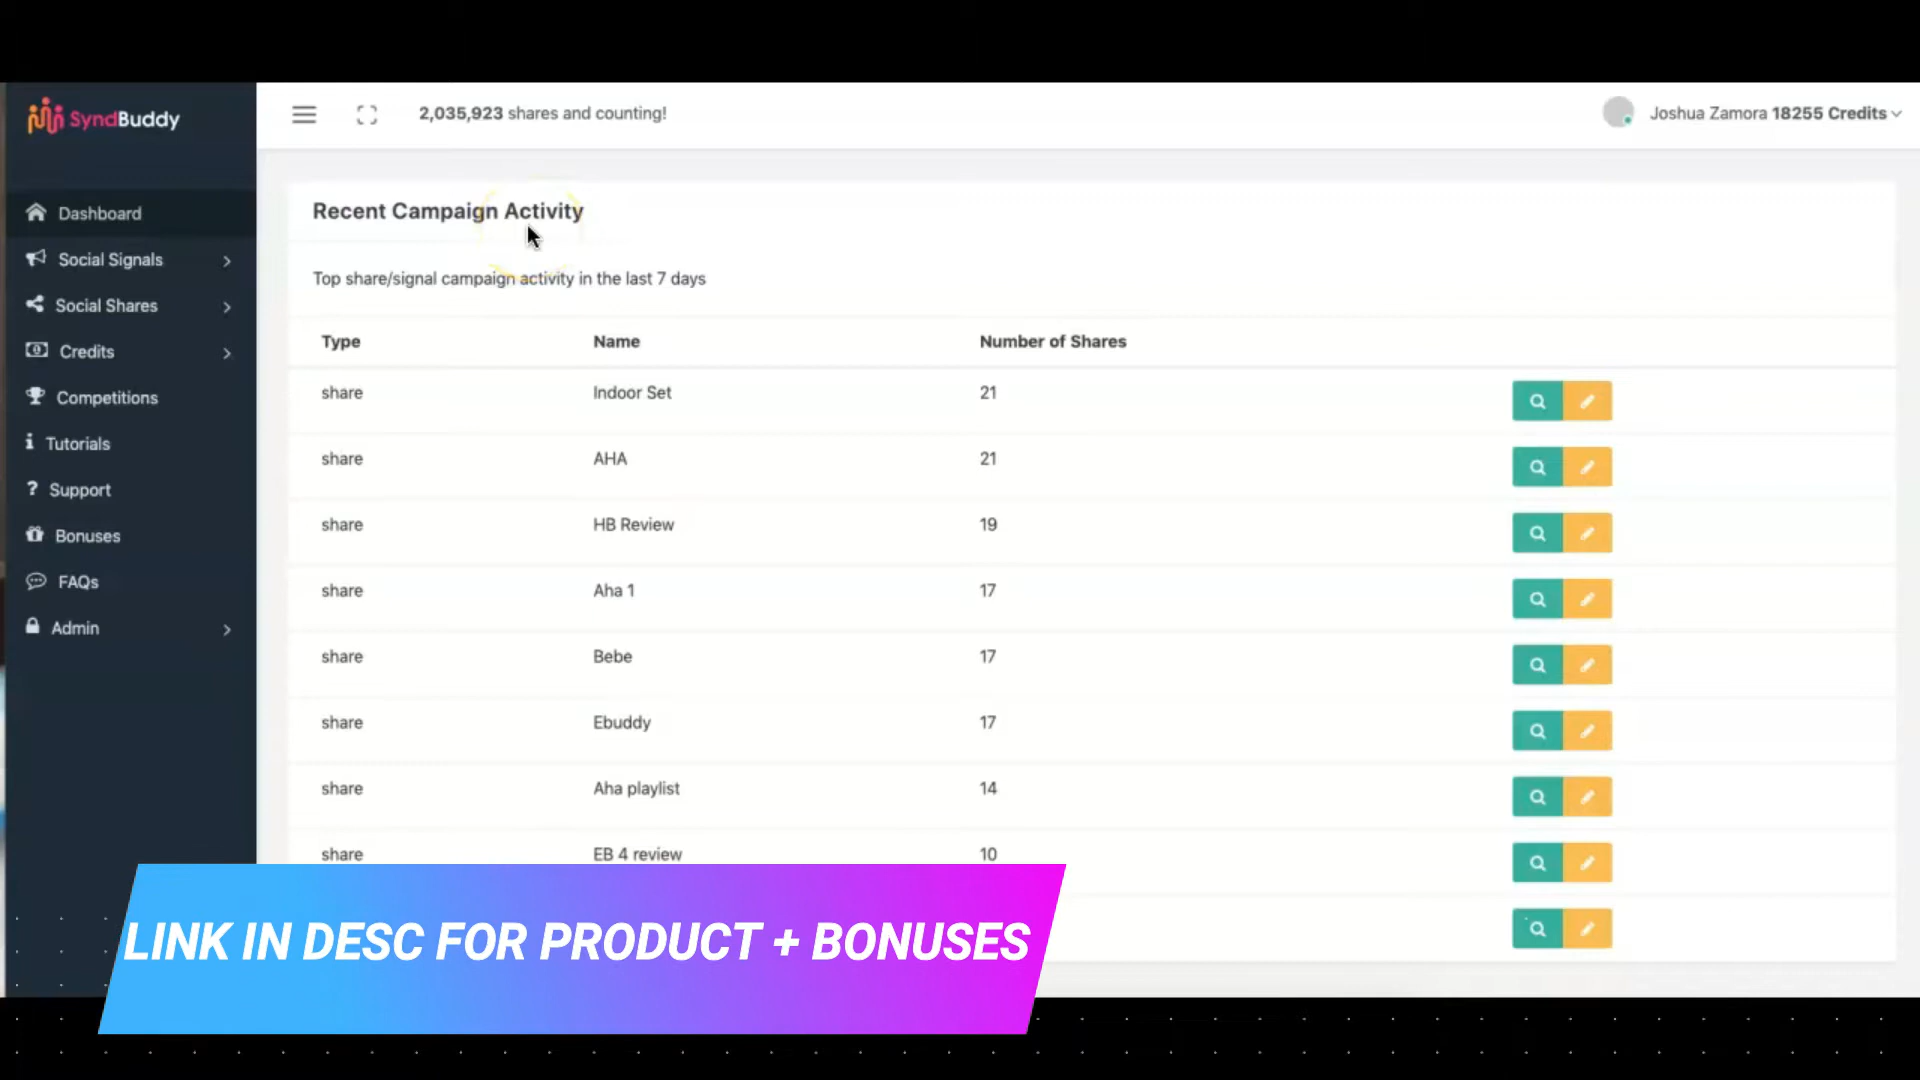 SyndBuddy
2,035,923 shares and counting!
Joshua Zamora 18255 Credits
Dashboard
Social Signals
Social Shares
Credits
Competitions
Tutorials
Support
Bonuses
FAQs
Admin
Recent Campaign Activity
Top share/signal campaign activity in the last 7 days
Type Name Number of Shares
share Indoor Set 21
share AHA 21
share HB Review 19
share Aha 1 17
share Bebe 17
share Ebuddy 17
share Aha playlist 14
share EB 4 review 10
LINK IN DESC FOR PRODUCT + BONUSES